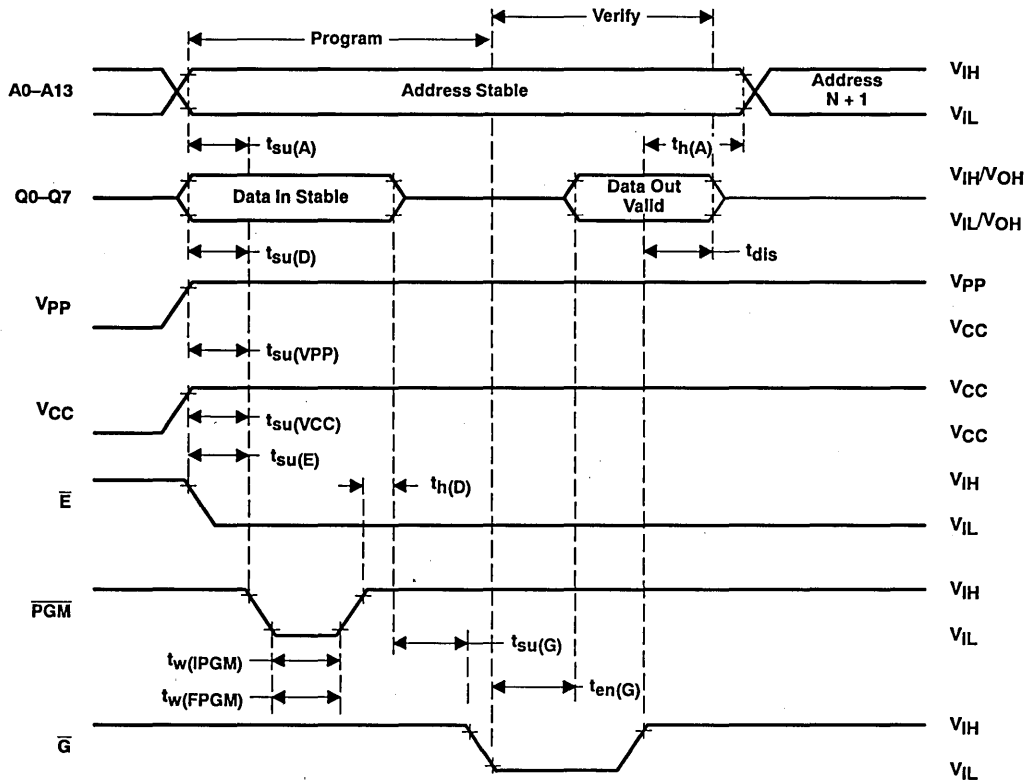 Verify
Program
A0–A13
Address Stable
Address
N + 1
VIH
VIL
tsu(A)
th(A)
Q0–Q7
Data In Stable
Data Out
Valid
VIH/VOH
VIL/VOH
tsu(D)
tdis
VPP
VPP
VCC
tsu(VPP)
VCC
VCC
tsu(VCC)
VCC
tsu(E)
E
th(D)
VIH
VIL
PGM
VIH
VIL
tsu(G)
tw(IPGM)
ten(G)
tw(FPGM)
G
VIH
VIL